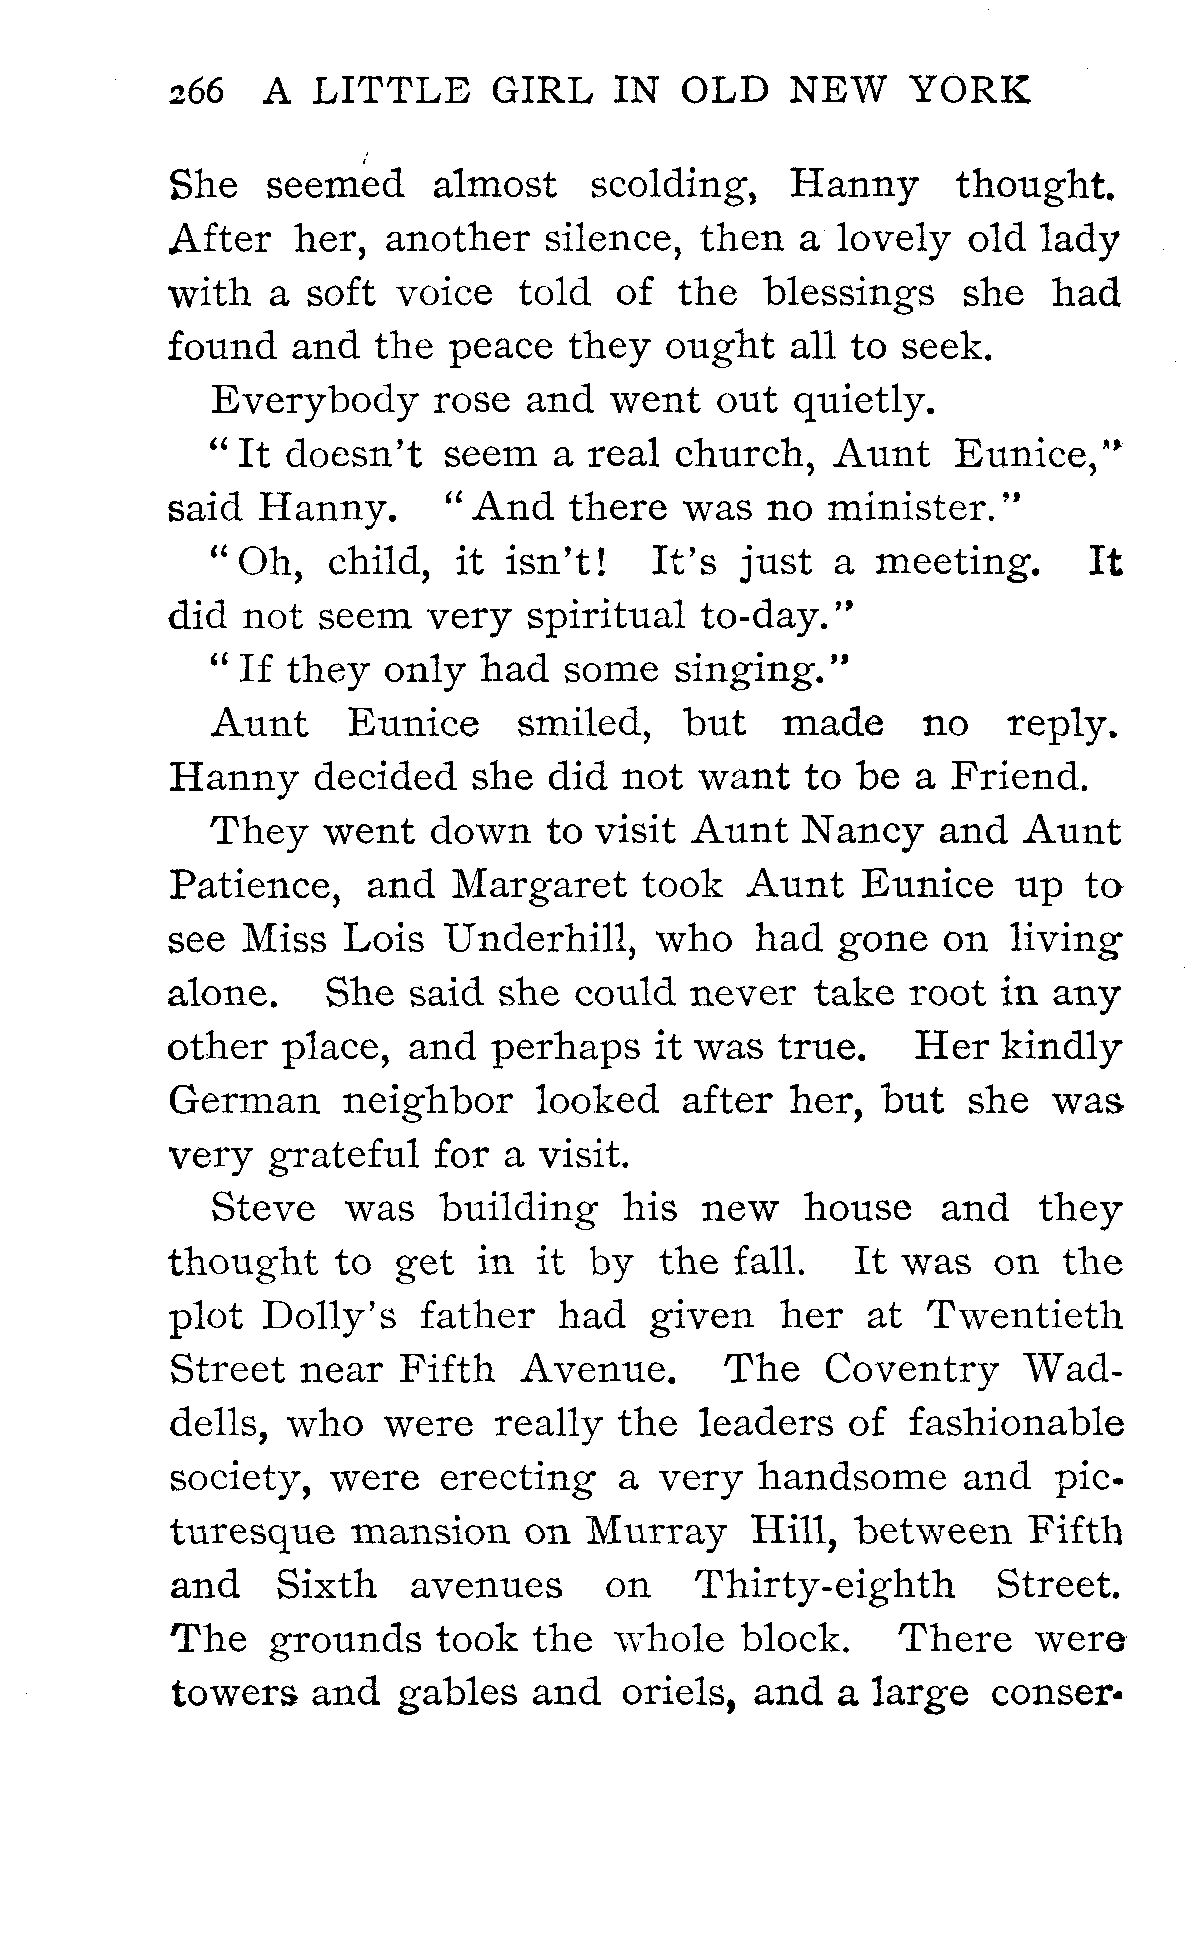 266 A LITTLE GIRL IN OLD NEW YORK
She seemed almost scolding, Hanny thought.
After her, another silence, then a lovely old lady
with a soft voice told of the blessings she had
found and the peace they ought all to seek.
Everybody rose and went out quietly.
“ It doesn’t seem a real church, Aunt Eunice,”
said Hanny. “ And there was no minister.”
“ Oh, child, it isn’t! It’s just a meeting. It
did not seem very spiritual to-day.”
“ If they only had some singing.”
Aunt Eunice smiled, but made no reply.
Hanny decided she did not want to be a Friend.
They went down to visit Aunt Nancy and Aunt
Patience, and Margaret took Aunt Eunice up to
see Miss Lois Underhill, who had gone on living
alone. She said she could never take root in any
other place, and perhaps it was true. Her kindly
German neighbor looked after her, but she was
very grateful for a visit.
Steve was building his new house and they
thought to get in it by the fall. It was on the
plot Dolly’s father had given her at Twentieth
Street near Fifth Avenue. The Coventry Wad-
dells, who were really the leaders of fashionable
society, were erecting a very handsome and pic-
turesque mansion on Murray Hill, between Fifth
and Sixth avenues on Thirty-eighth Street.
The grounds took the whole block. There were
towers and gables and oriels, and a large conser-